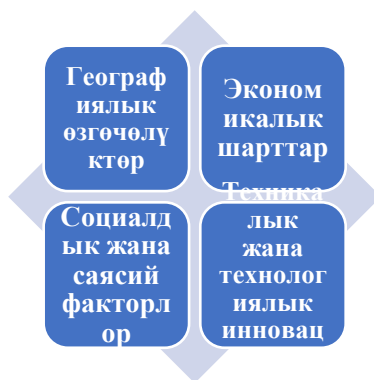 Географ
иялык
өзгөчөлү
ктөр
Эконом
икалык
шарттар
Социалд
ык жана
саясий
факторл
ор
Техника
лык
жана
технолог
иялык
инновац